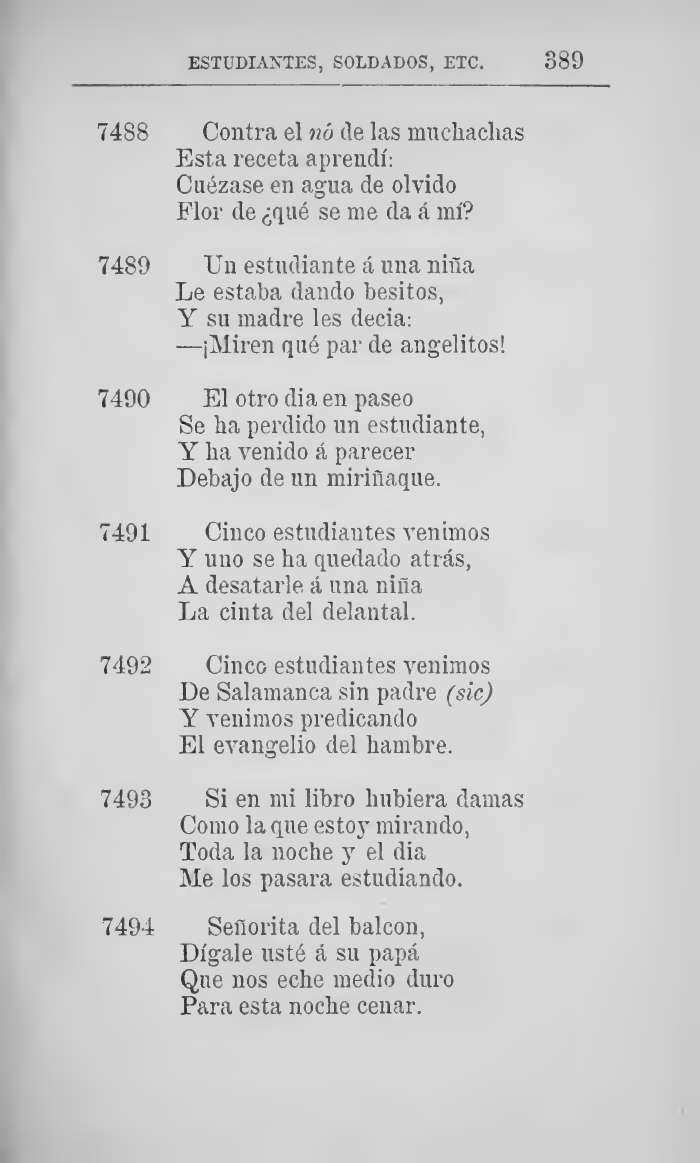 ESTUDIANTES, SOLDADOS, ETC. 389
7488 Contra el nó de las muchachas
Esta receta aprendí:
Cuézase en agua de olvido
Flor de ¿qué se me da á mí?
7489 Un estudiante á una niña
Le estaba dando besitos,
Y su madre les decia:
—¡Miren qué par de angelitos!
7490 El otro dia en paseo
Se ha perdido un estudiante,
Y ha venido á parecer
Debajo de un miriñaque.
7491 Cinco estudiantes venimos
Y uno se ha quedado atrás,
A desatarle á una niña
La cinta del delantal.
7492 Cinco estudiantes venimos
De Salamanca sin padre (sic)
Y venimos predicando
El evangelio del hambre.
7493 Si en mi libro hubiera damas
Como la que estoy mirando,
Toda la noche y el dia
Me los pasara estudiando.
7494 Señorita del balcon,
Dígale usté á su papá
Que nos eche medio duro
Para esta noche cenar.